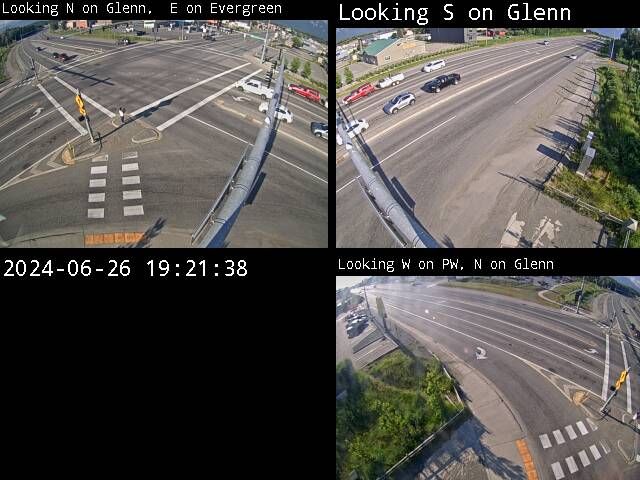 Looking N on Glenn,  E on Evergreen
Looking S on Glenn
2024-06-26 19:21:38
Looking W on PW, N on Glenn